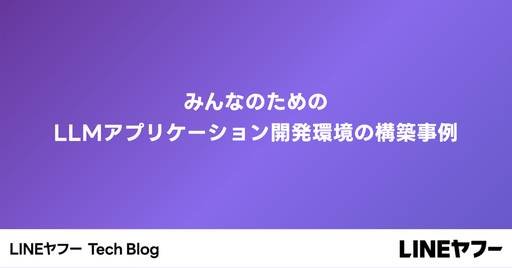 みんなのための
LLMアプリケーション開発環境の構築事例
LINEヤフー Tech Blog
LINEヤフー